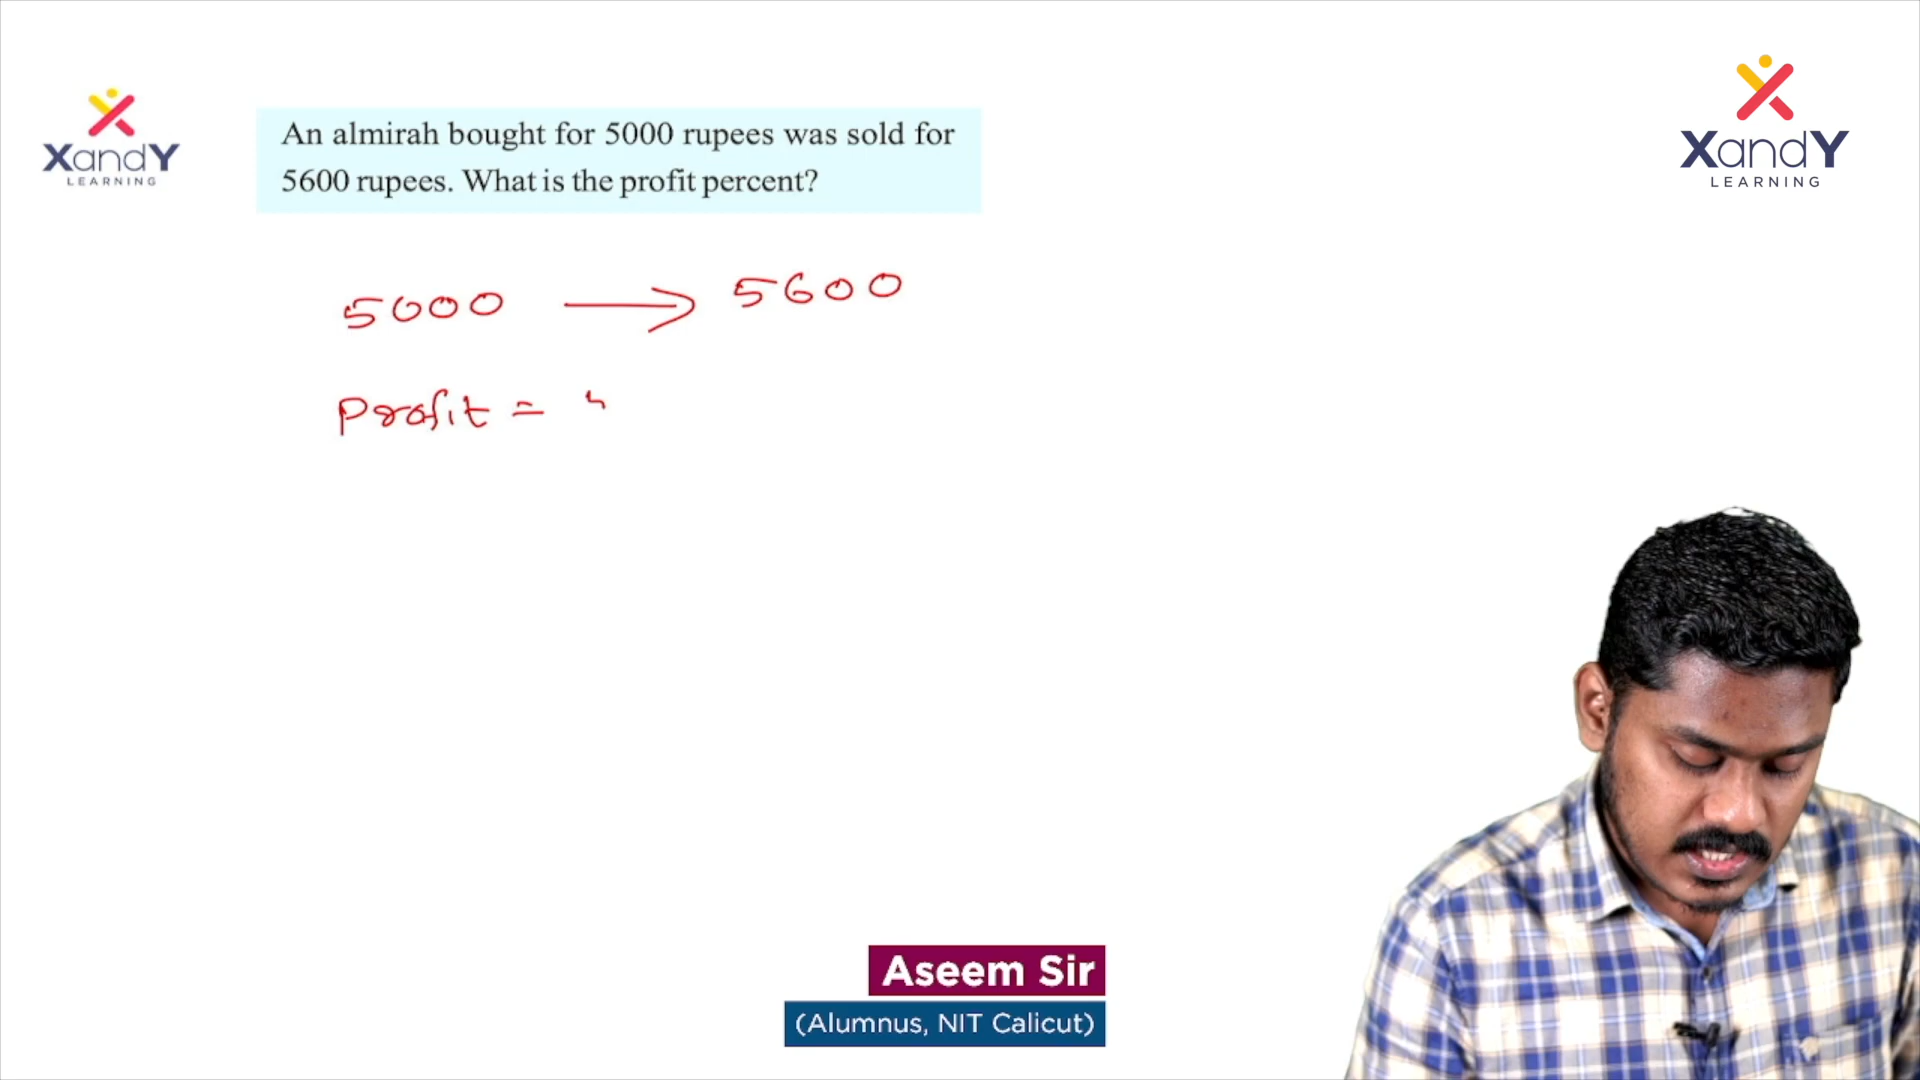 XandY
LEARNING
XandY
LEARNING
An almirah bought for 5000 rupees was sold for
5600 rupees. What is the profit percent?
5000 → 5600
Profit =
Aseem Sir
(Alumnus, NIT Calicut)